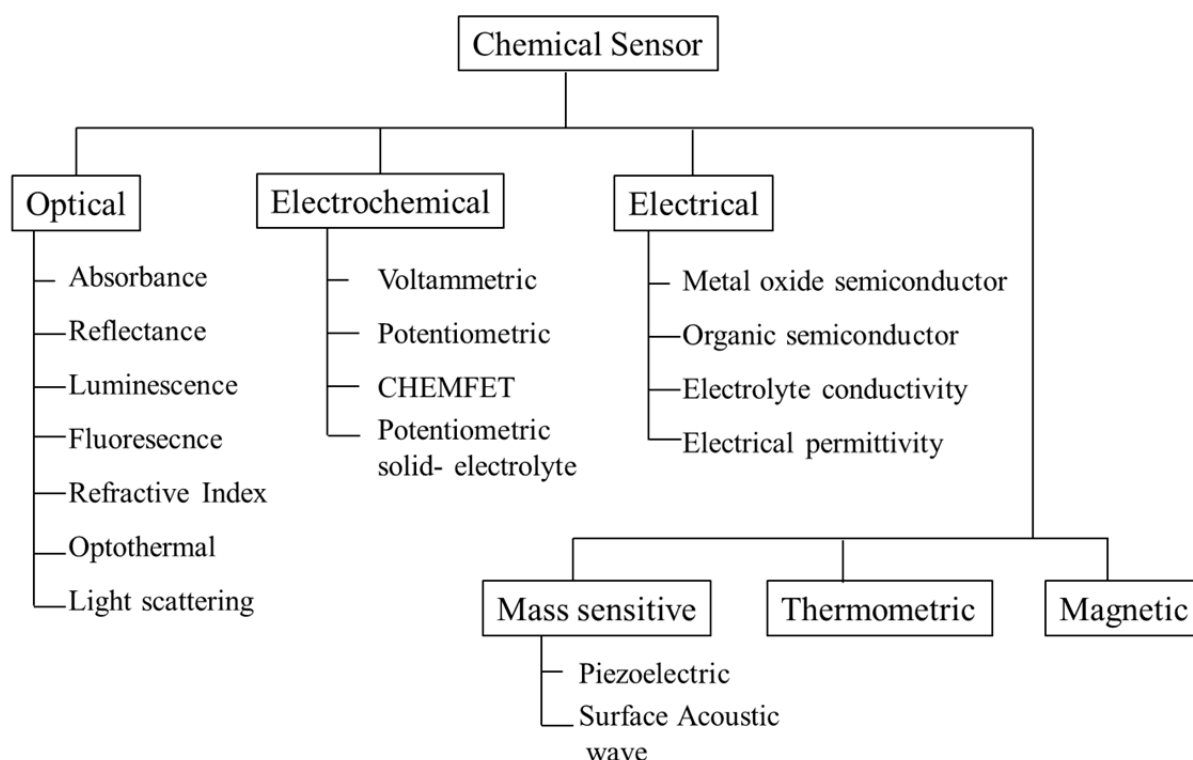 Chemical Sensor
Optical
Absorbance
Reflectance
Luminescence
Fluoresecnce
Refractive Index
Optothermal
Light scattering
Electrochemical
Voltammetric
Potentiometric
CHEMFET
Potentiometric
solid- electrolyte
Electrical
Metal oxide semiconductor
Organic semiconductor
Electrolyte conductivity
Electrical permittivity
Mass sensitive
Piezoelectric
Surface Acoustic
wave
Thermometric
Magnetic